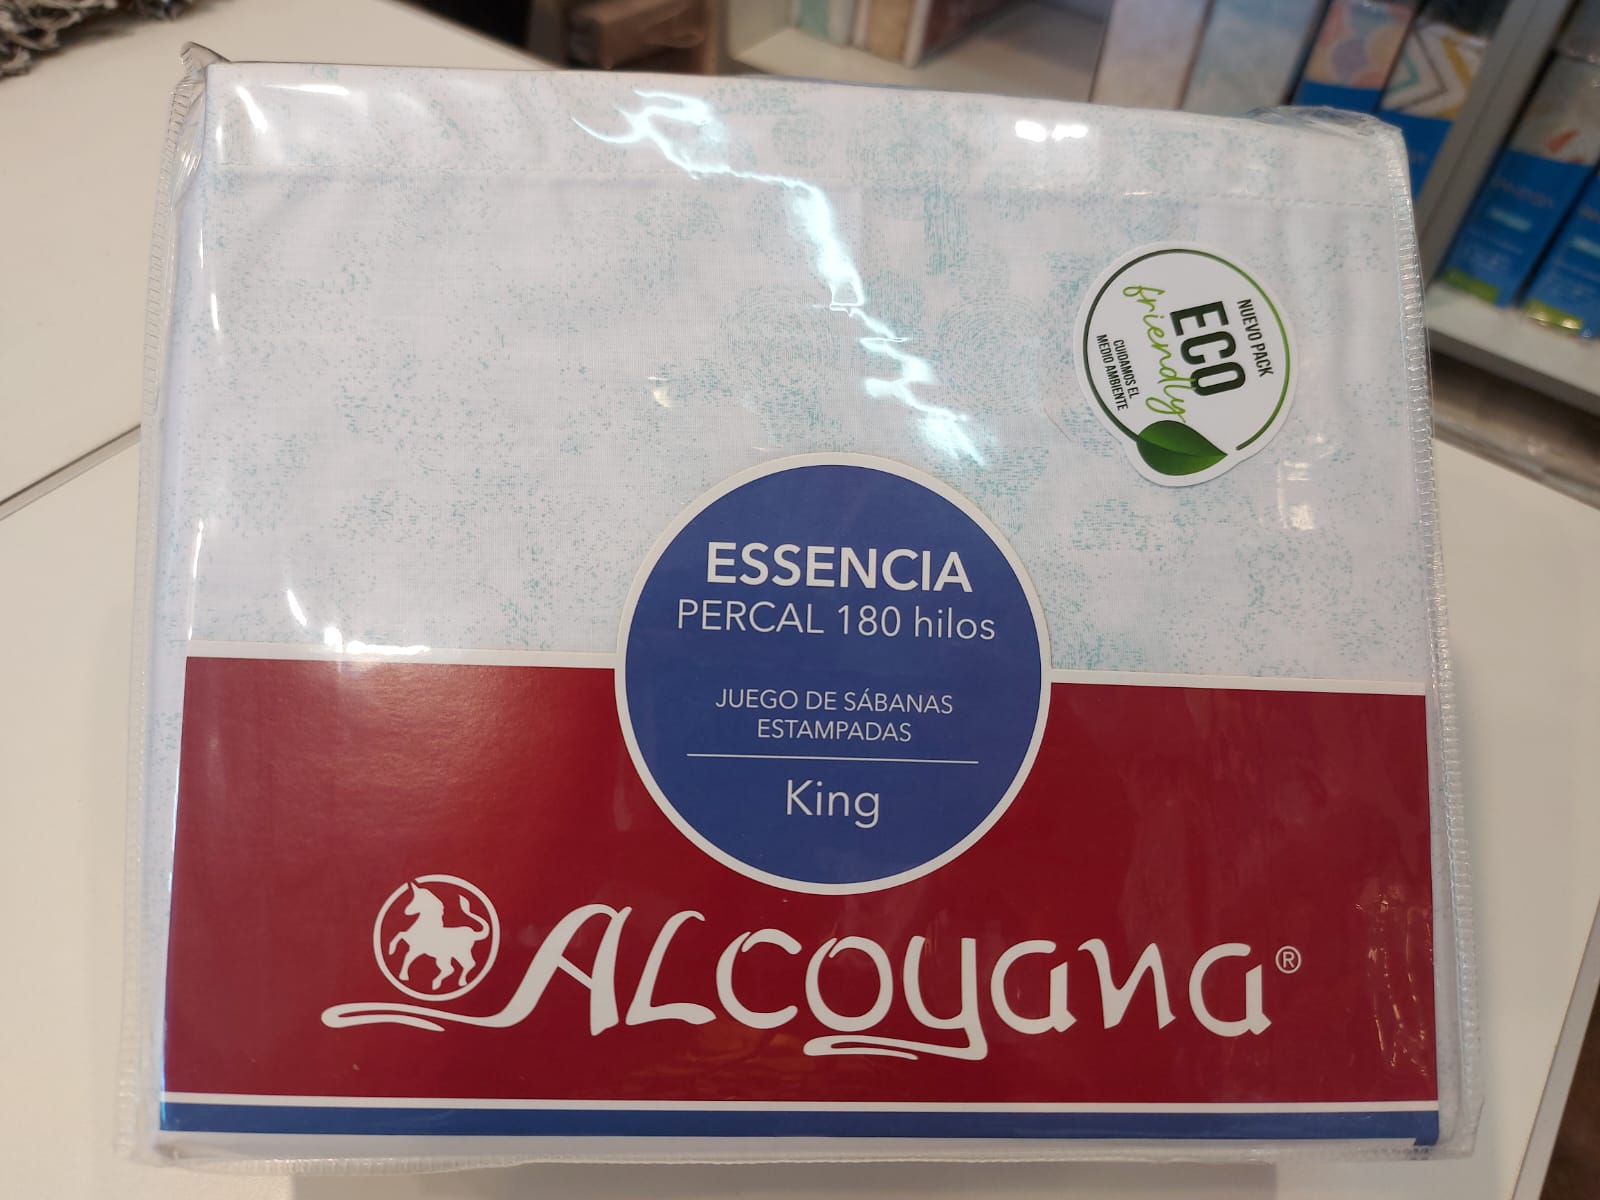 NUEVO PACK
ECO
friendly
CUIDAMOS EL
MEDIO AMBIENTE
ESSENCIA
PERCAL 180 hilos
JUEGO DE SÁBANAS
ESTAMPADAS
King
ALCOYANA®